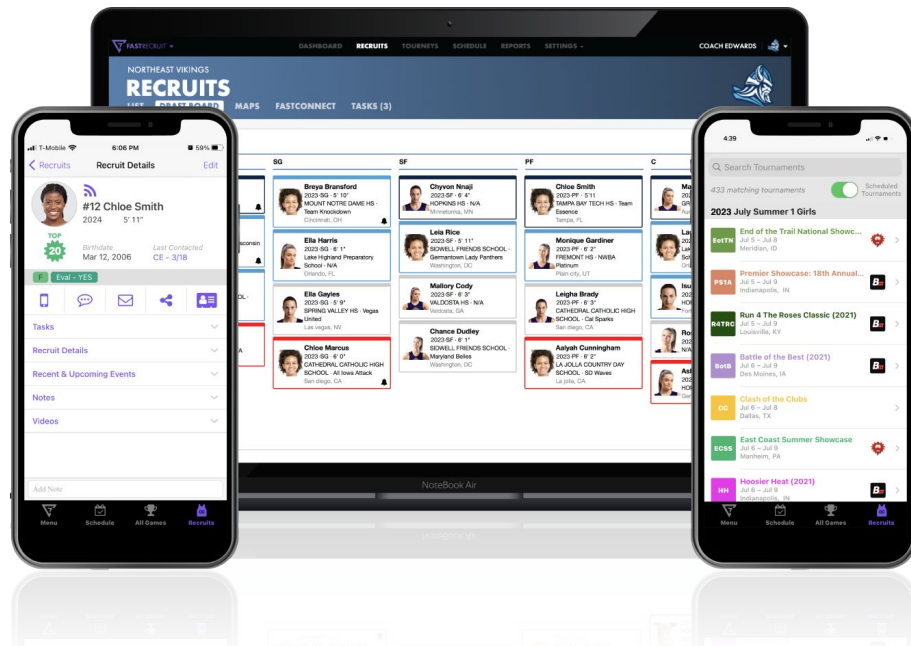 FASTRECRUIT
DASHBOARD RECRUITS TOURNEYS SCHEDULE REPORTS SETTINGS
COACH EDWARDS
NORTHEAST VIKINGS
RECRUITS
LIST DRAFT BOARD MAPS FASTCONNECT TASKS (3)
SG
Breya Bransford
2023·SG · 5' 7"
MOUNT NOTRE DAME HS ·
Team Knockdown
Cincinnati, OH
Ella Harris
2023·SG · 6' 1"
Lake Highland Preparatory
School · N/A
Orlando, FL
Ella Gayles
2023·SG · 5' 9"
SPRING VALLEY HS · Vegas
United
Las vegas, NV
Chloe Marcus
2023·SG · 6' 0"
CATHEDRAL CATHOLIC HIGH
SCHOOL · All Iowa Attack
San diego, CA
SF
Chyvon Nnaji
2023·SF · 6' 4"
HOPKINS HS · N/A
Minnetonka, MN
Leia Rice
2023·SF · 5' 11"
SIDWELL FRIENDS SCHOOL ·
Germantown Lady Panthers
Washington, DC
Mallory Cody
2023·SF · 6' 3"
VALDOSTA HS · N/A
Valdosta, GA
Chance Dudley
2023·SF · 6' 1"
SIDWELL FRIENDS SCHOOL ·
Maryland Belles
Washington, DC
PF
Chloe Smith
2023·PF · 5'11
TAMPA BAY TECH HS · Team
Essence
Tampa, FL
Monique Gardiner
2023·PF · 6' 2"
FREMONT HS · NWBA
Platinum
Plain city, UT
Leigha Brady
2023·PF · 6' 3"
CATHEDRAL CATHOLIC HIGH
SCHOOL · Cal Sparks
San diego, CA
Aaiyah Cunningham
2023·PF · 6' 2"
LA JOLLA COUNTRY DAY
SCHOOL · SD Waves
La jolla, CA
C
NoteBook Air
T-Mobile 6:06 PM 59%
Recruits Recruit Details Edit
#12 Chloe Smith
2024 5' 11"
TOP
20
Birthdate Last Contacted
Mar 12, 2006 CE - 3/18
F Eval - YES
Tasks
Recruit Details
Recent & Upcoming Events
Notes
Videos
Add Note
Menu Schedule All Games Recruits
4:39
Search Tournaments
433 matching tournaments
Scheduled
Tournaments
2023 July Summer 1 Girls
EotTN End of the Trail National Showc...
Jul 5 – Jul 8
Meridian, ID
PS1A Premier Showcase: 18th Annual...
Jul 5 – Jul 9
Indianapolis, IN
R4TRC Run 4 The Roses Classic (2021)
Jul 5 – Jul 9
Louisville, KY
BotB Battle of the Best (2021)
Jul 6 – Jul 9
Des Moines, IA
CC Clash of the Clubs
Jul 6 – Jul 8
Dallas, TX
ECSS East Coast Summer Showcase
Jul 6 – Jul 9
Manheim, PA
HH Hoosier Heat (2021)
Jul 6 – Jul 9
Indianapolis, IN
Menu Schedule All Games Recruits